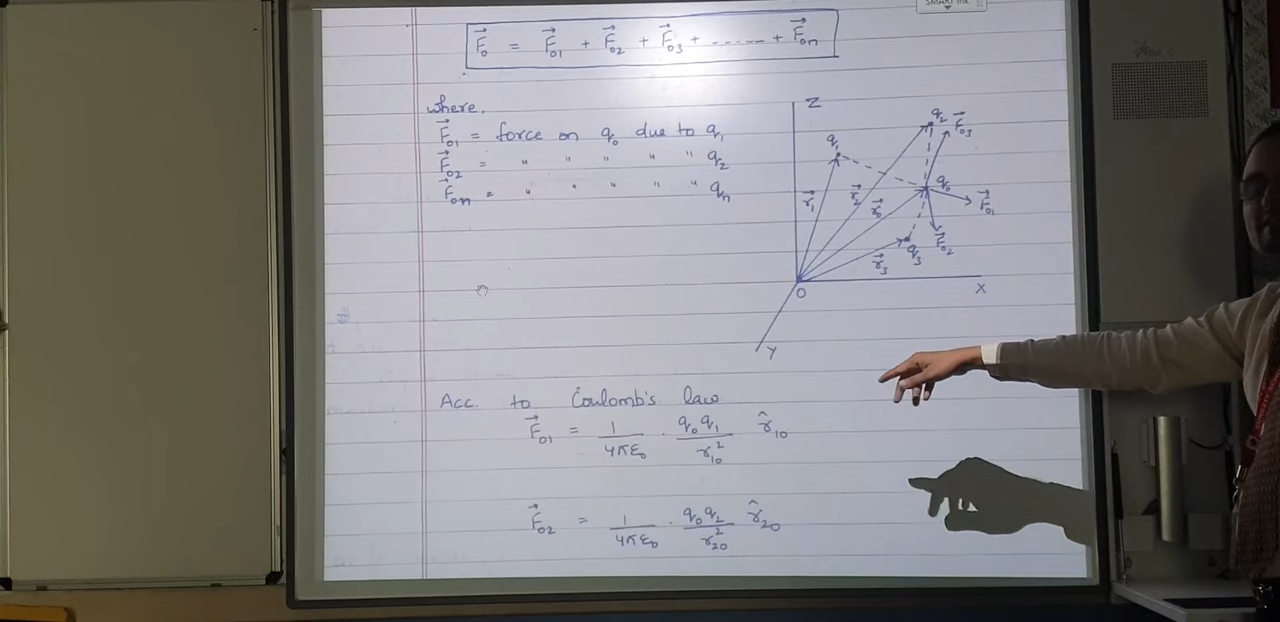 SMART Ink
F⃗₀ = F⃗₀₁ + F⃗₀₂ + F⃗₀₃ + ------ + F⃗₀ₙ
where.
F⃗₀₁ = force on q₀ due to q₁
F⃗₀₂ = " " " " " q₂
F⃗₀ₙ = " " " " " qₙ
Z
q₂
F⃗₀₃
q₁
q₀
r⃗₁
r⃗₂
r⃗₀
F⃗₀₁
F⃗₀₂
q₃
r⃗₃
O
X
Y
Acc. to Coulomb's law
F⃗₀₁ = 1/4πε₀ . q₀q₁/r₁₀² r̂₁₀
F⃗₀₂ = 1/4πε₀ . q₀q₂/r₂₀² r̂₂₀